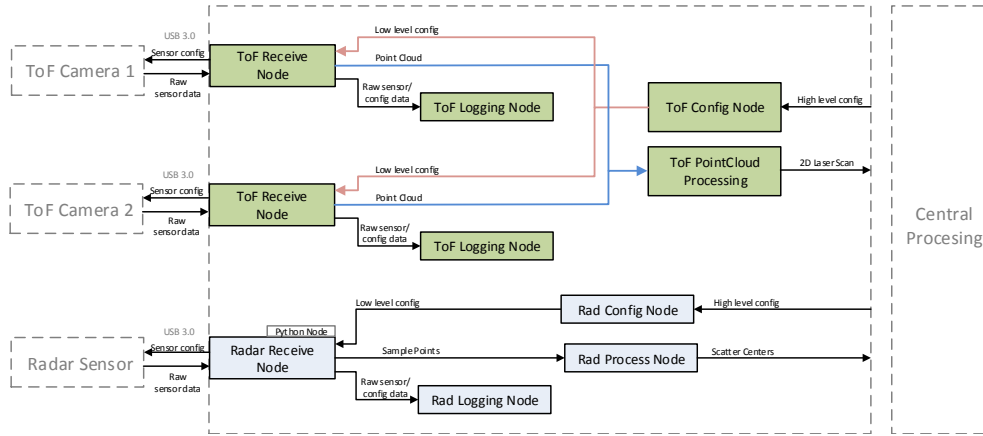 Low level config
USB 3.0
Sensor config
ToF Camera 1
Raw
sensor data
ToF Receive
Node
Point Cloud
Raw sensor/
config data
ToF Logging Node
ToF Config Node
High level config
ToF PointCloud
Processing
2D Laser Scan
Low level config
USB 3.0
Sensor config
ToF Camera 2
Raw
sensor data
ToF Receive
Node
Point Cloud
Raw sensor/
config data
ToF Logging Node
Central
Procesing
Low level config
Rad Config Node
High level config
USB 3.0
Python Node
Sensor config
Radar Sensor
Raw
sensor data
Radar Receive
Node
Sample Points
Rad Process Node
Scatter Centers
Raw sensor/
config data
Rad Logging Node